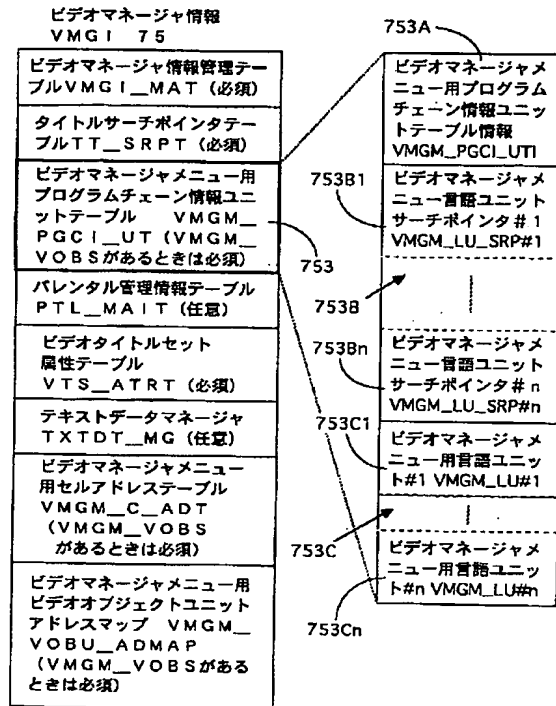 ビデオマネージャ情報
VMGI 75
ビデオマネージャ情報管理テー
ブルVMGI__MAT (必須)
タイトルサーチポインタテー
ブルTT__SRPT (必須)
ビデオマネージャメニュー用
プログラムチェーン情報ユニ
ットテーブル VMGM__
PGCI__UT (VMGM__
VOBSがあるときは必須)
パレンタル管理情報テーブル
PTL__MAIT (任意)
ビデオタイトルセット
属性テーブル
VTS__ATRT (必須)
テキストデータマネージャ
TXTDT__MG (任意)
ビデオマネージャメニュー
用セルアドレステーブル
VMGM__C__ADT
(VMGM__VOBS
があるときは必須)
ビデオマネージャメニュー用
ビデオオブジェクトユニット
アドレスマップ VMGM__
VOBU__ADMAP
(VMGM__VOBSがある
ときは必須)
753
753A
ビデオマネージャメ
ニュー用プログラム
チェーン情報ユニッ
トテーブル情報
VMGM_PGCI_UTI
753B1
ビデオマネージャメ
ニュー言語ユニット
サーチポインタ#1
VMGM_LU_SRP#1
753B
753Bn
ビデオマネージャメ
ニュー言語ユニット
サーチポインタ#n
VMGM_LU_SRP#n
753C1
ビデオマネージャメ
ニュー用言語ユニッ
ト#1 VMGM_LU#1
753C
ビデオマネージャメ
ニュー用言語ユニッ
ト#n VMGM_LU#n
753Cn